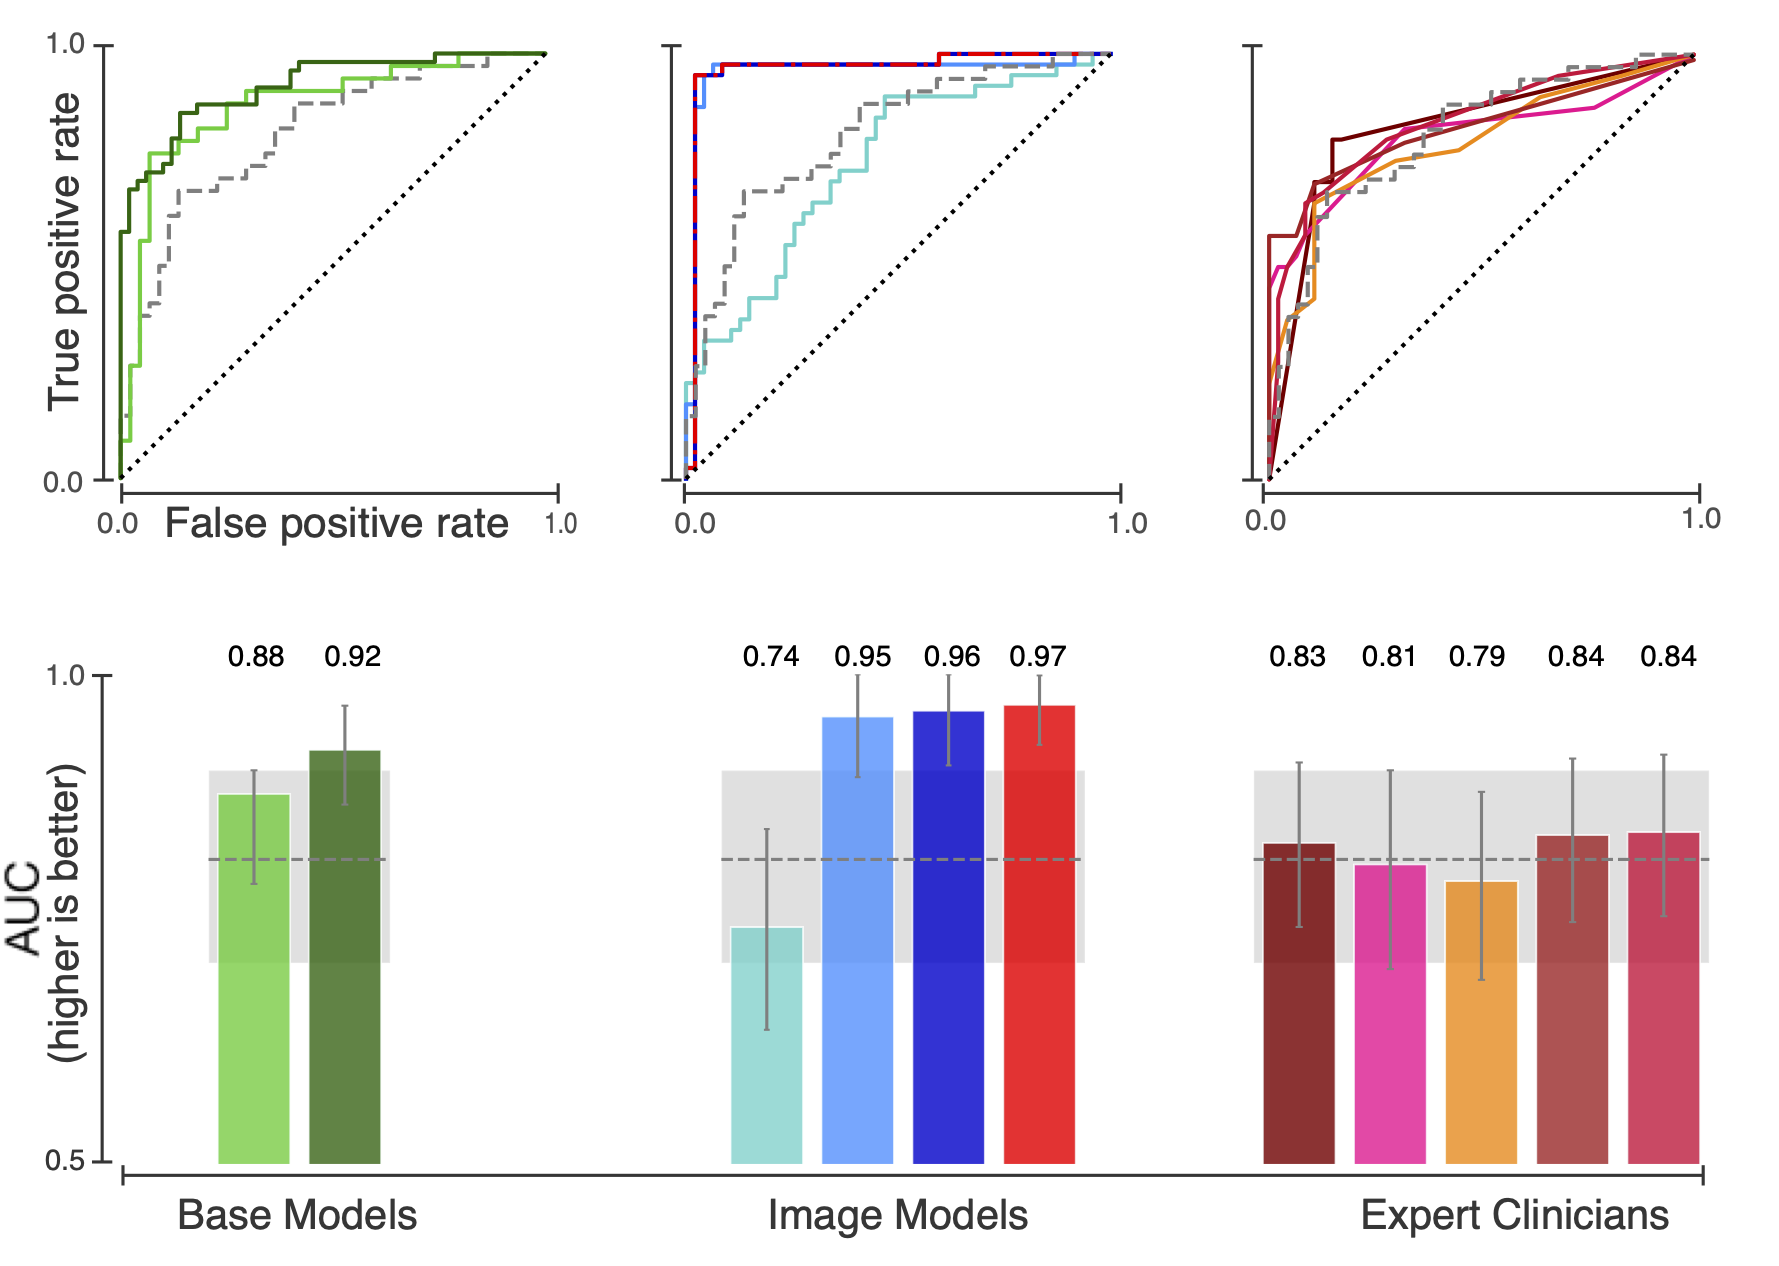 1.0
True positive rate
0.0
0.0
False positive rate
1.0
0.0
1.0
0.0
1.0
0.88 0.92
0.74 0.95 0.96 0.97
0.83 0.81 0.79 0.84 0.84
1.0
AUC
(higher is better)
0.5
Base Models
Image Models
Expert Clinicians